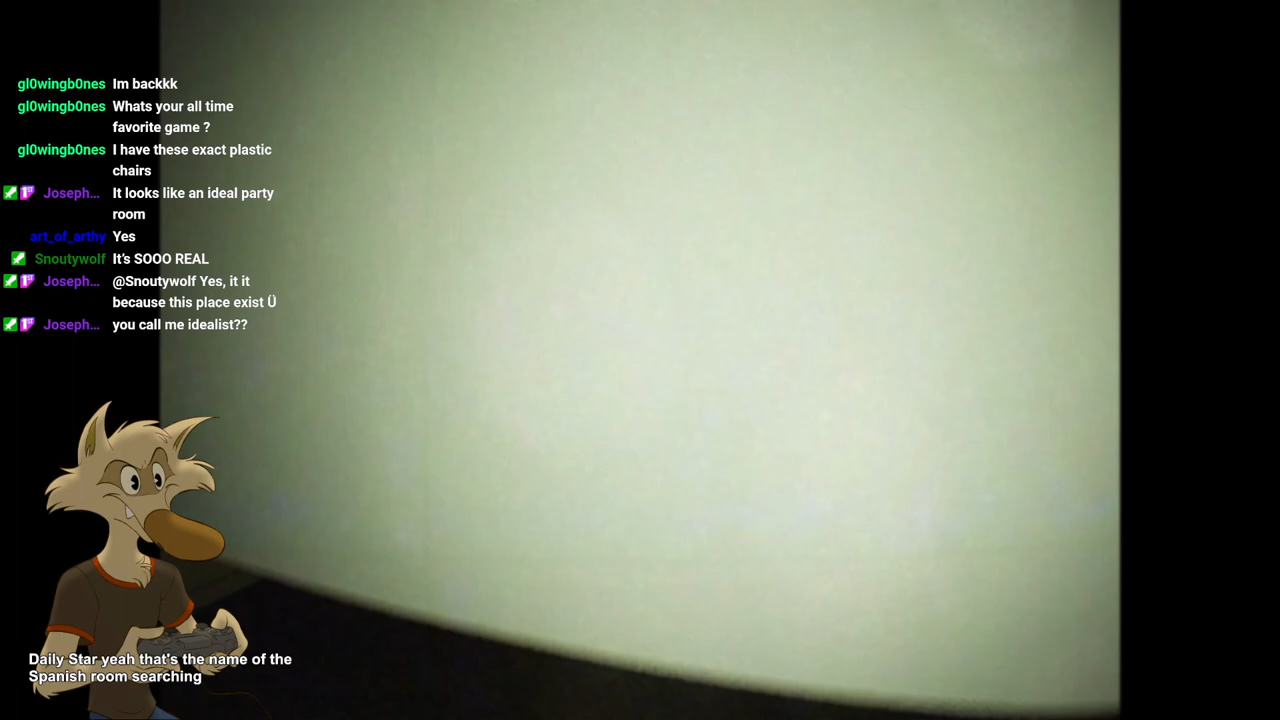 gl0wingb0nes Im backkk
gl0wingb0nes Whats your all time
favorite game ?
gl0wingb0nes I have these exact plastic
chairs
Joseph... It looks like an ideal party
room
art_of_arthy Yes
Snoutywolf It's SOOO REAL
Joseph... @Snoutywolf Yes, it it
because this place exist Ü
Joseph... you call me idealist??
Daily Star yeah that's the name of the
Spanish room searching